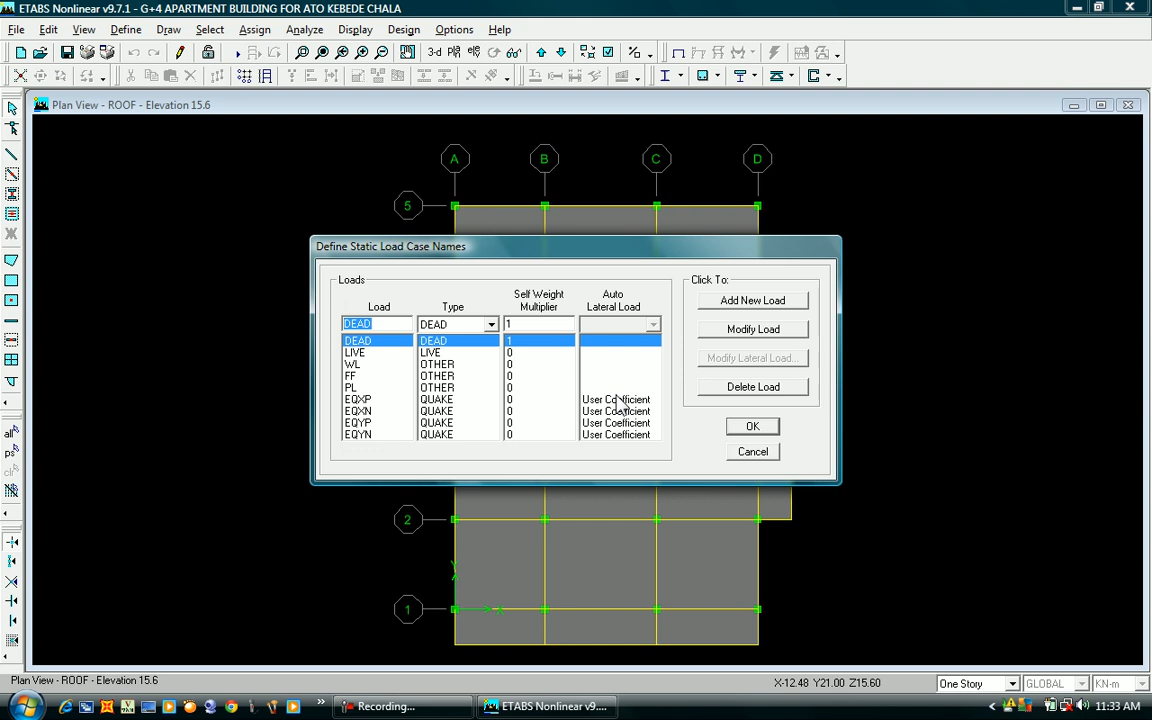 ETABS Nonlinear v9.7.1 - G+4 APARTMENT BUILDING FOR ATO KEBEDE CHALA
File Edit View Define Draw Select Assign Analyze Display Design Options Help
3-d
Plan View - ROOF - Elevation 15.6
A B C D
5
Define Static Load Case Names
Loads
Click To:
Load Type Self Weight Multiplier Auto Lateral Load
DEAD DEAD 1
DEAD DEAD 1
LIVE LIVE 0
WL OTHER 0
FF OTHER 0
PL OTHER 0
EQXP QUAKE 0 User Coefficient
EQXN QUAKE 0 User Coefficient
EQYP QUAKE 0 User Coefficient
EQYN QUAKE 0 User Coefficient
Add New Load
Modify Load
Modify Lateral Load...
Delete Load
OK
Cancel
all
ps
clr
2
Y
1
X
Plan View - ROOF - Elevation 15.6
X-12.48 Y21.00 Z15.60
One Story
GLOBAL
KN-m
Recording...
ETABS Nonlinear v9....
11:33 AM